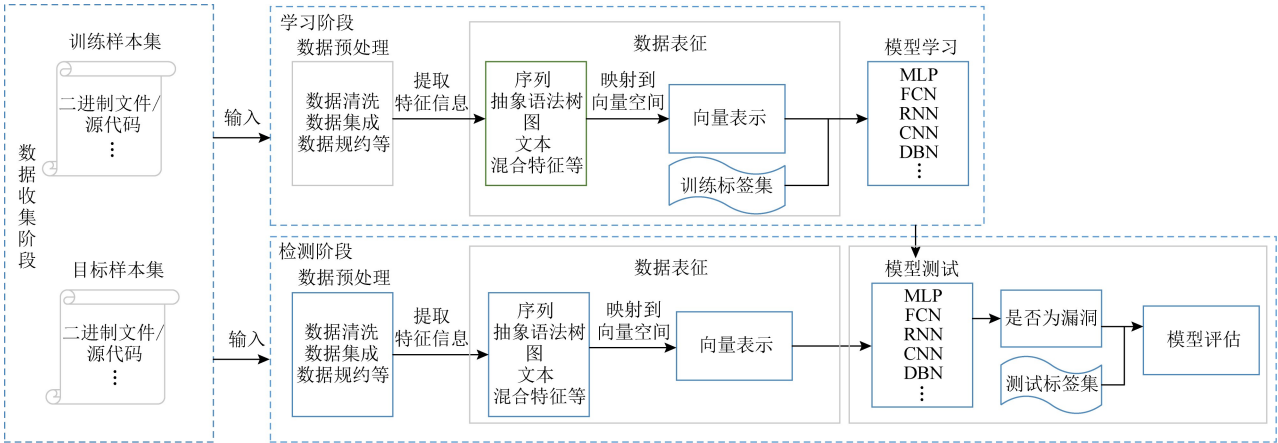 数据收集阶段
训练样本集
二进制文件/
源代码
⋮
目标样本集
二进制文件/
源代码
⋮
输入
输入
学习阶段
数据预处理
数据清洗
数据集成
数据规约等
提取
特征信息
数据表征
序列
抽象语法树
图
文本
混合特征等
映射到
向量空间
向量表示
训练标签集
模型学习
MLP
FCN
RNN
CNN
DBN
⋮
检测阶段
数据预处理
数据清洗
数据集成
数据规约等
提取
特征信息
数据表征
序列
抽象语法树
图
文本
混合特征等
映射到
向量空间
向量表示
模型测试
MLP
FCN
RNN
CNN
DBN
⋮
是否为漏洞
测试标签集
模型评估